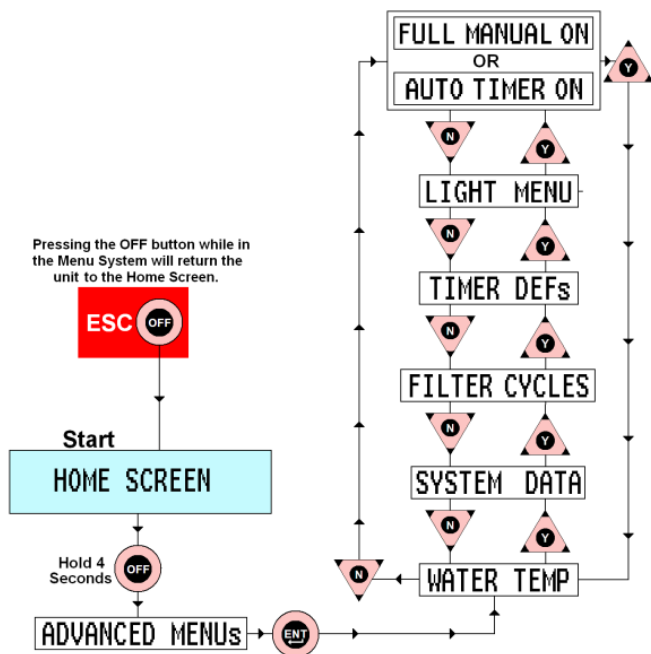 FULL MANUAL ON
OR
AUTO TIMER ON
Y
N
Y
LIGHT MENU
N
Y
TIMER DEFs
N
Y
FILTER CYCLES
N
Y
SYSTEM DATA
N
Y
WATER TEMP
N
Pressing the OFF button while in
the Menu System will return the
unit to the Home Screen.
ESC OFF
Start
HOME SCREEN
Hold 4
Seconds
OFF
ADVANCED MENUs
ENT